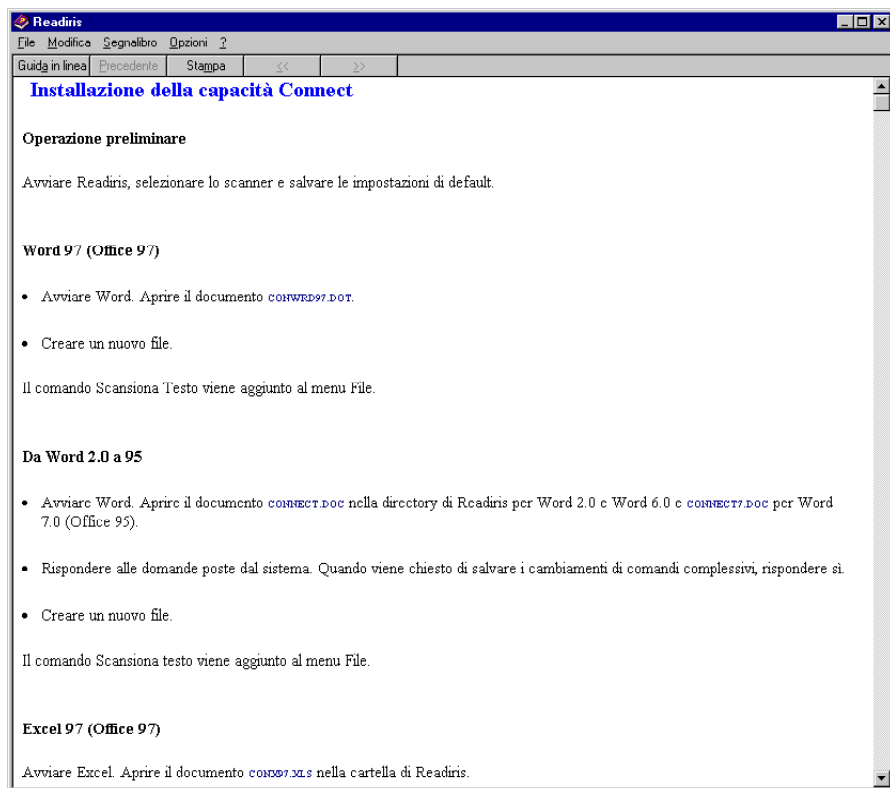 Readiris
File Modifica Segnalibro Opzioni ?
Guida in linea Precedente Stampa << >>
Installazione della capacità Connect
Operazione preliminare
Avviare Readiris, selezionare lo scanner e salvare le impostazioni di default.
Word 97 (Office 97)
• Avviare Word. Aprire il documento CONWRD97.DOT.
• Creare un nuovo file.
Il comando Scansiona Testo viene aggiunto al menu File.
Da Word 2.0 a 95
• Avviare Word. Aprire il documento CONNECT.DOC nella directory di Readiris per Word 2.0 e Word 6.0 e CONNECT7.DOC per Word
7.0 (Office 95).
• Rispondere alle domande poste dal sistema. Quando viene chiesto di salvare i cambiamenti di comandi complessivi, rispondere sì.
• Creare un nuovo file.
Il comando Scansiona testo viene aggiunto al menu File.
Excel 97 (Office 97)
Avviare Excel. Aprire il documento CONX97.XLS nella cartella di Readiris.